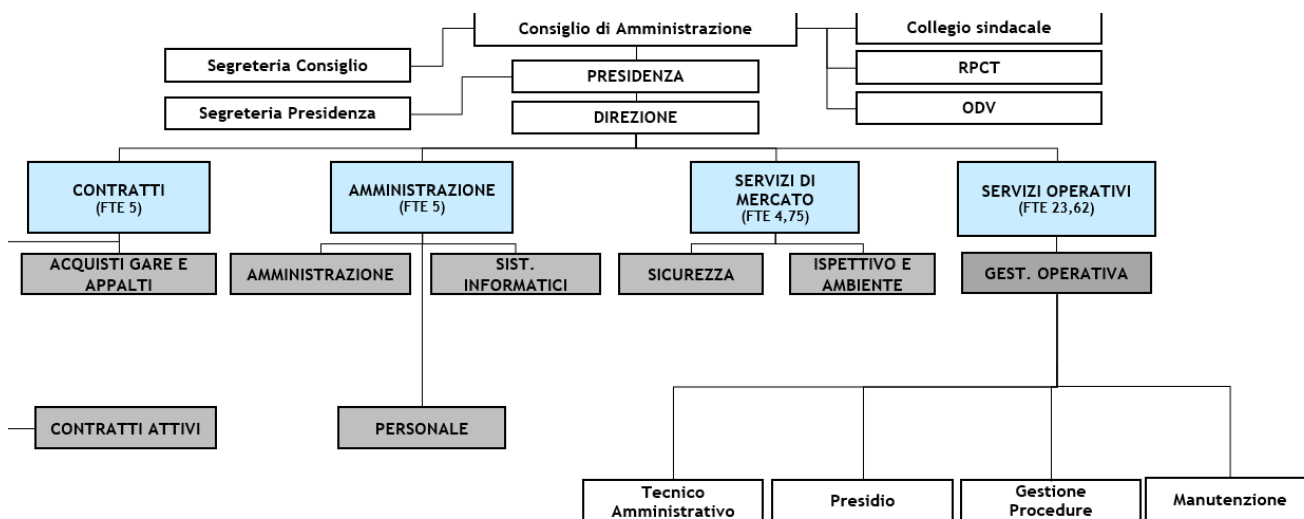 Consiglio di Amministrazione
Collegio sindacale
Segreteria Consiglio
PRESIDENZA
RPCT
Segreteria Presidenza
DIREZIONE
ODV
CONTRATTI
(FTE 5)
AMMINISTRAZIONE
(FTE 5)
SERVIZI DI
MERCATO
(FTE 4,75)
SERVIZI OPERATIVI
(FTE 23,62)
ACQUISTI GARE E
APPALTI
AMMINISTRAZIONE
SIST.
INFORMATICI
SICUREZZA
ISPETTIVO E
AMBIENTE
GEST. OPERATIVA
CONTRATTI ATTIVI
PERSONALE
Tecnico
Amministrativo
Presidio
Gestione
Procedure
Manutenzione